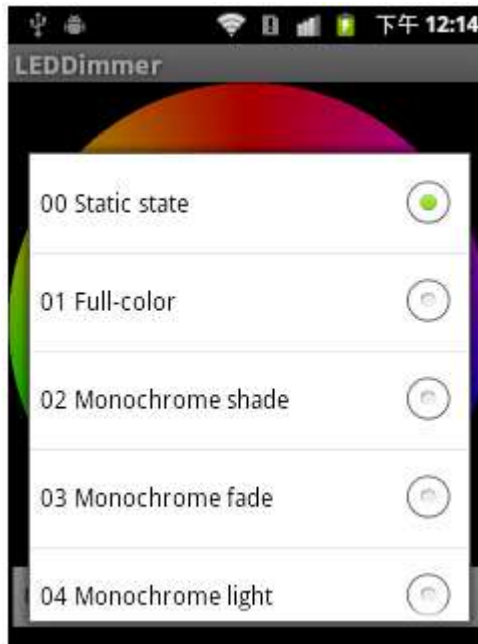 下午 12:14
LEDDimmer
00 Static state
01 Full-color
02 Monochrome shade
03 Monochrome fade
04 Monochrome light